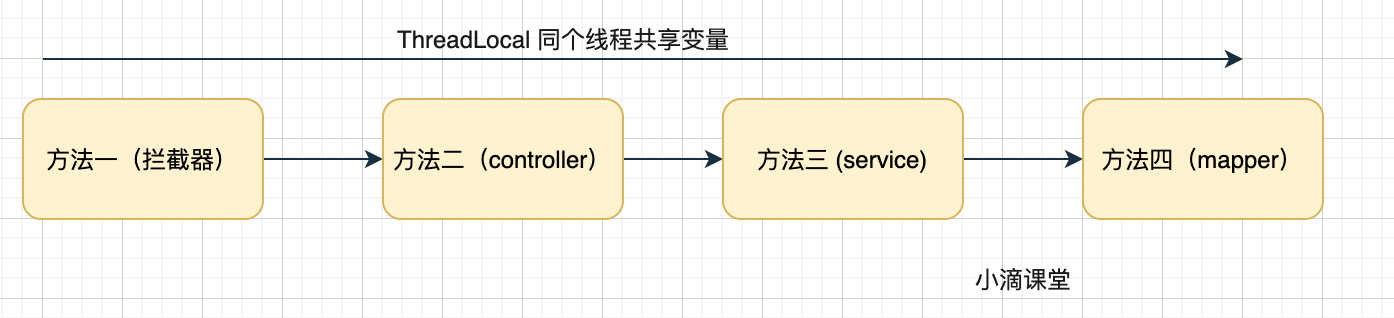 ThreadLocal 同个线程共享变量
方法一（拦截器）
方法二（controller）
方法三 (service)
方法四（mapper）
小滴课堂